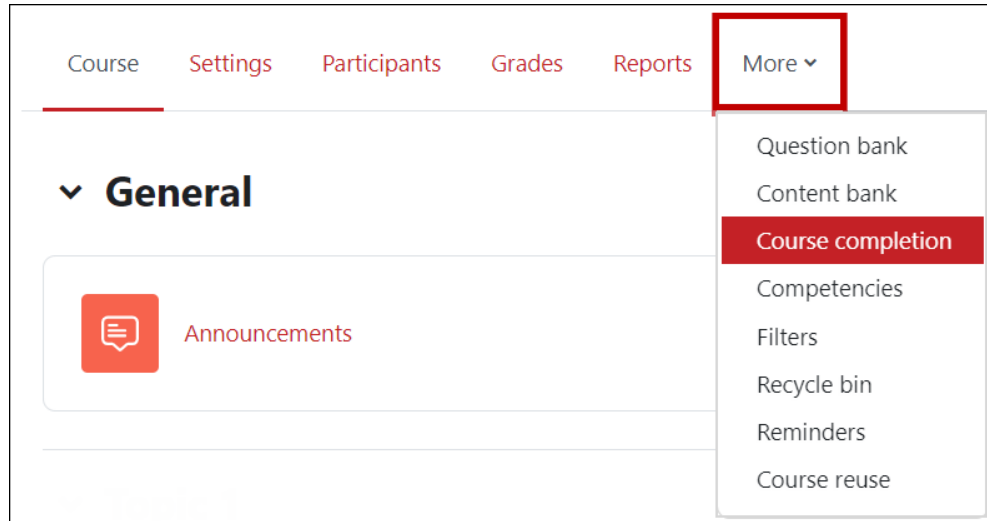 Course Settings Participants Grades Reports More
Question bank
Content bank
Course completion
Competencies
Filters
Recycle bin
Reminders
Course reuse
General
Announcements